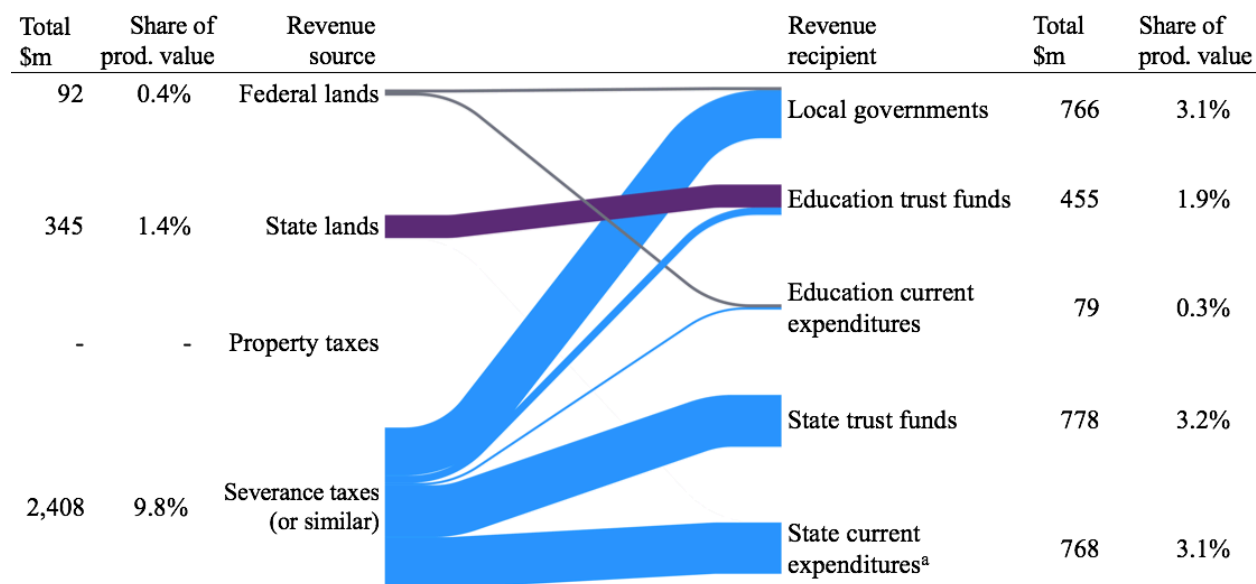 Total Share of Revenue Revenue Total Share of
$m prod. value source recipient $m prod. value
92 0.4% Federal lands
Local governments 766 3.1%
345 1.4% State lands
Education trust funds 455 1.9%
Education current
expenditures 79 0.3%
- - Property taxes
State trust funds 778 3.2%
2,408 9.8% Severance taxes
(or similar)
State current
expendituresᵃ 768 3.1%